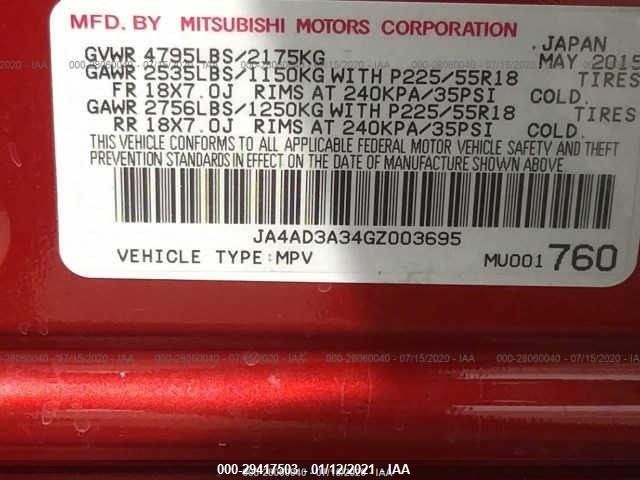 MFD. BY MITSUBISHI MOTORS CORPORATION
, JAPAN
GVWR 4795LBS/2175KG MAY 2015
GAWR 2535LBS/1150KG WITH P225/55R18 TIRES
FR 18X7.0J RIMS AT 240KPA/35PSI COLD.
GAWR 2756LBS/1250KG WITH P225/55R18 TIRES
RR 18X7.0J RIMS AT 240KPA/35PSI COLD.
THIS VEHICLE CONFORMS TO ALL APPLICABLE FEDERAL MOTOR VEHICLE SAFETY AND THEFT
PREVENTION STANDARDS IN EFFECT ON THE DATE OF MANUFACTURE SHOWN ABOVE.
JA4AD3A34GZ003695
VEHICLE TYPE:MPV MU001760
000-28060040 - 07/15/2020 - IAA
000-29417503 - 01/12/2021 - IAA